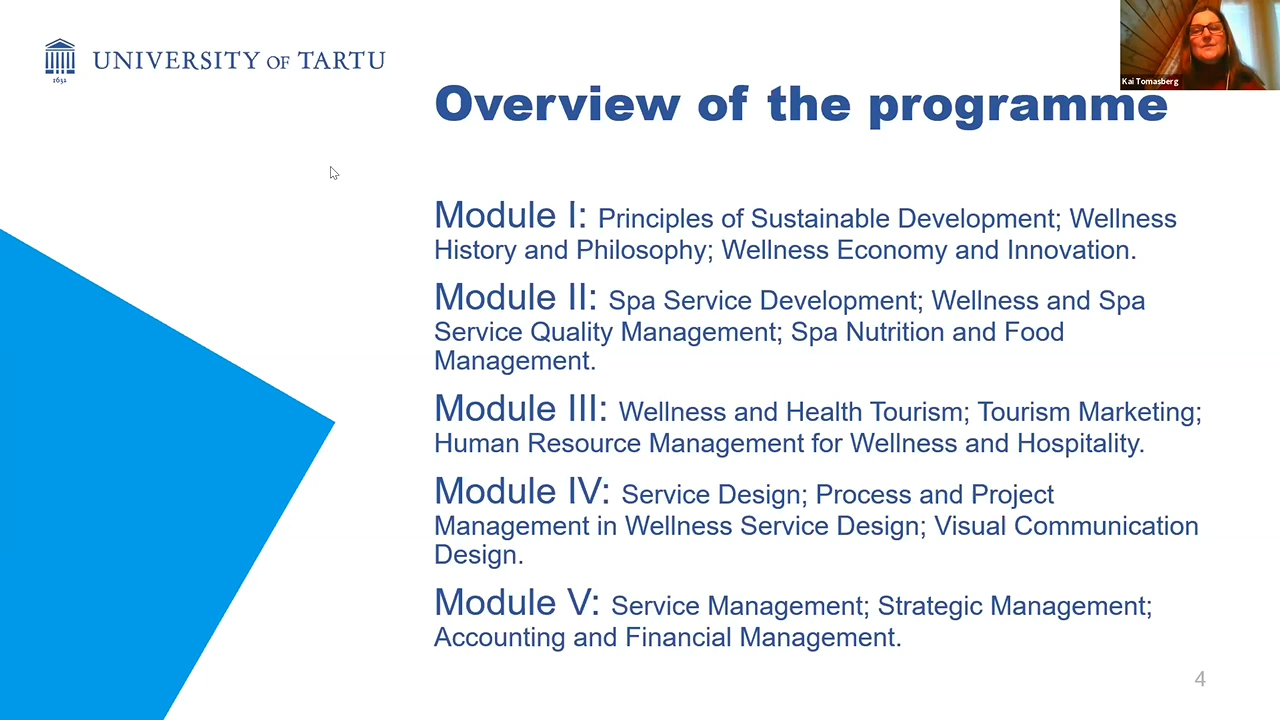 UNIVERSITY OF TARTU
1632
Kai Tomasberg
Overview of the programme
Module I: Principles of Sustainable Development; Wellness
History and Philosophy; Wellness Economy and Innovation.
Module II: Spa Service Development; Wellness and Spa
Service Quality Management; Spa Nutrition and Food
Management.
Module III: Wellness and Health Tourism; Tourism Marketing;
Human Resource Management for Wellness and Hospitality.
Module IV: Service Design; Process and Project
Management in Wellness Service Design; Visual Communication
Design.
Module V: Service Management; Strategic Management;
Accounting and Financial Management.
4